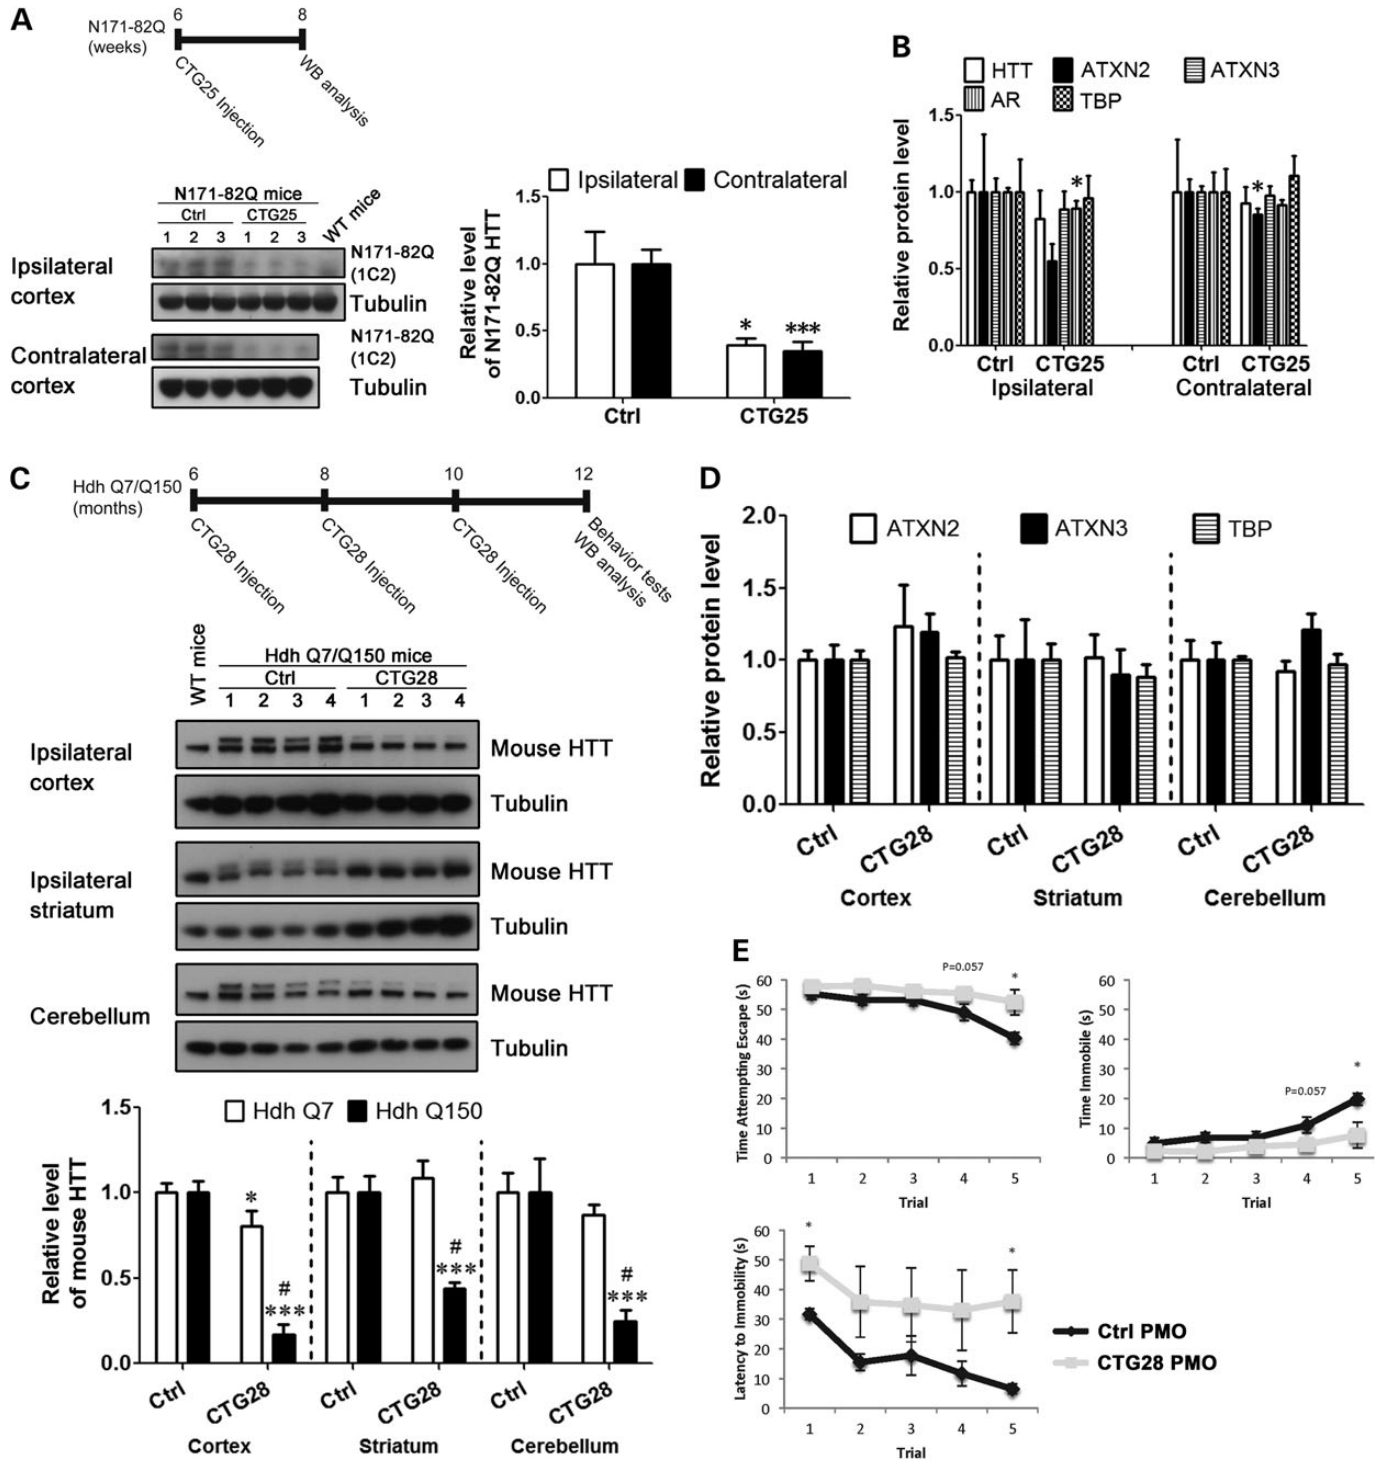 A
N171-82Q
(weeks)
6
8
CTG25 Injection
WB analysis
N171-82Q mice
Ctrl
CTG25
WT mice
1 2 3 1 2 3
Ipsilateral
cortex
N171-82Q
(1C2)
Tubulin
Contralateral
cortex
N171-82Q
(1C2)
Tubulin
Ipsilateral
Contralateral
Relative level
of N171-82Q HTT
1.5
1.0
0.5
0.0
*
***
Ctrl
CTG25
B
HTT
ATXN2
ATXN3
AR
TBP
Relative protein level
1.5
1.0
0.5
0.0
*
*
Ctrl CTG25 Ctrl CTG25
Ipsilateral Contralateral
C
Hdh Q7/Q150
(months)
6
8
10
12
CTG28 Injection
CTG28 Injection
CTG28 Injection
Behavior tests
WB analysis
WT mice
Hdh Q7/Q150 mice
Ctrl
CTG28
1 2 3 4 1 2 3 4
Ipsilateral
cortex
Mouse HTT
Tubulin
Ipsilateral
striatum
Mouse HTT
Tubulin
Cerebellum
Mouse HTT
Tubulin
Hdh Q7
Hdh Q150
Relative level
of mouse HTT
1.5
1.0
0.5
0.0
*
#
***
#
***
#
***
Ctrl CTG28 Ctrl CTG28 Ctrl CTG28
Cortex Striatum Cerebellum
D
ATXN2
ATXN3
TBP
Relative protein level
2.0
1.5
1.0
0.5
0.0
Ctrl CTG28 Ctrl CTG28 Ctrl CTG28
Cortex Striatum Cerebellum
E
Time Attempting Escape (s)
60
50
40
30
20
10
0
P=0.057
*
1 2 3 4 5
Trial
Time Immobile (s)
60
50
40
30
20
10
0
P=0.057
*
1 2 3 4 5
Trial
Latency to Immobility (s)
60
50
40
30
20
10
0
*
*
1 2 3 4 5
Trial
Ctrl PMO
CTG28 PMO